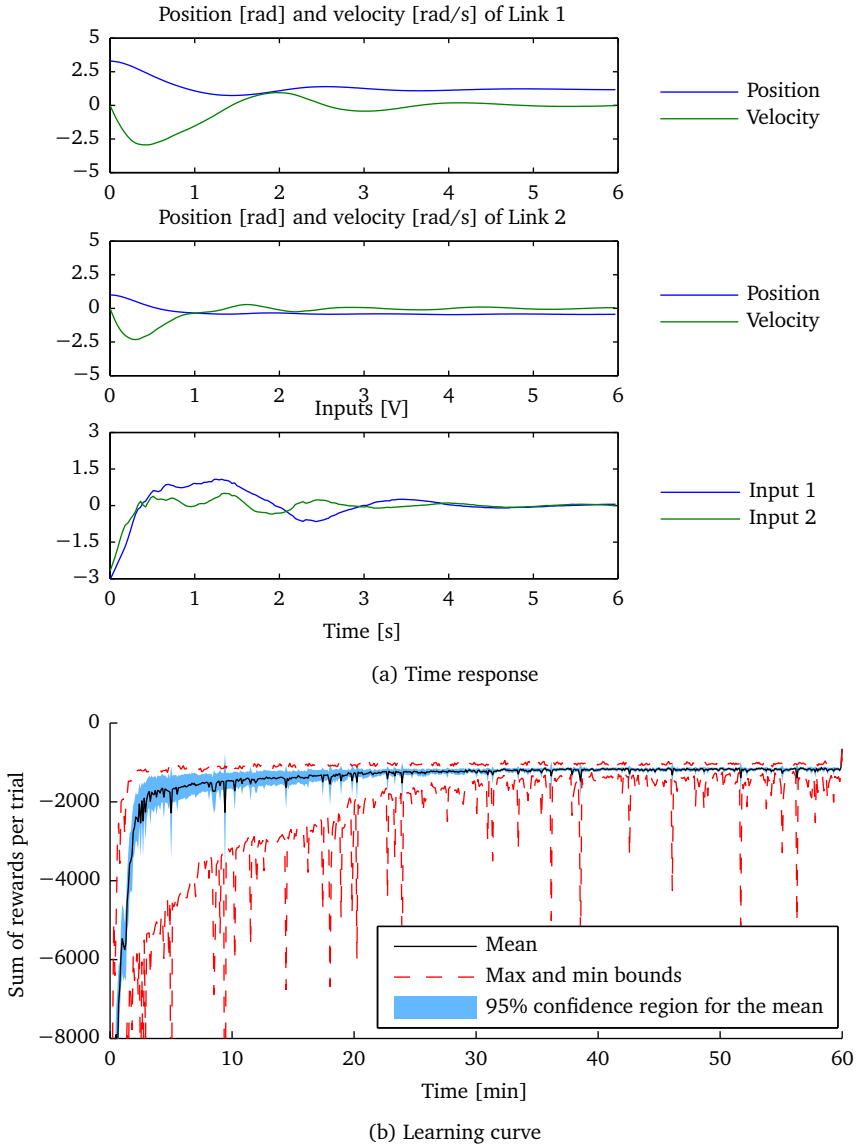 Position [rad] and velocity [rad/s] of Link 1
5
2.5
0
−2.5
−5
0 1 2 3 4 5 6
Position
Velocity
Position [rad] and velocity [rad/s] of Link 2
5
2.5
0
−2.5
−5
0 1 2 3 4 5 6
Position
Velocity
Inputs [V]
3
1.5
0
−1.5
−3
0 1 2 3 4 5 6
Input 1
Input 2
Time [s]
(a) Time response
0
−2000
−4000
−6000
−8000
Sum of rewards per trial
Mean
Max and min bounds
95% confidence region for the mean
0 10 20 30 40 50 60
Time [min]
(b) Learning curve